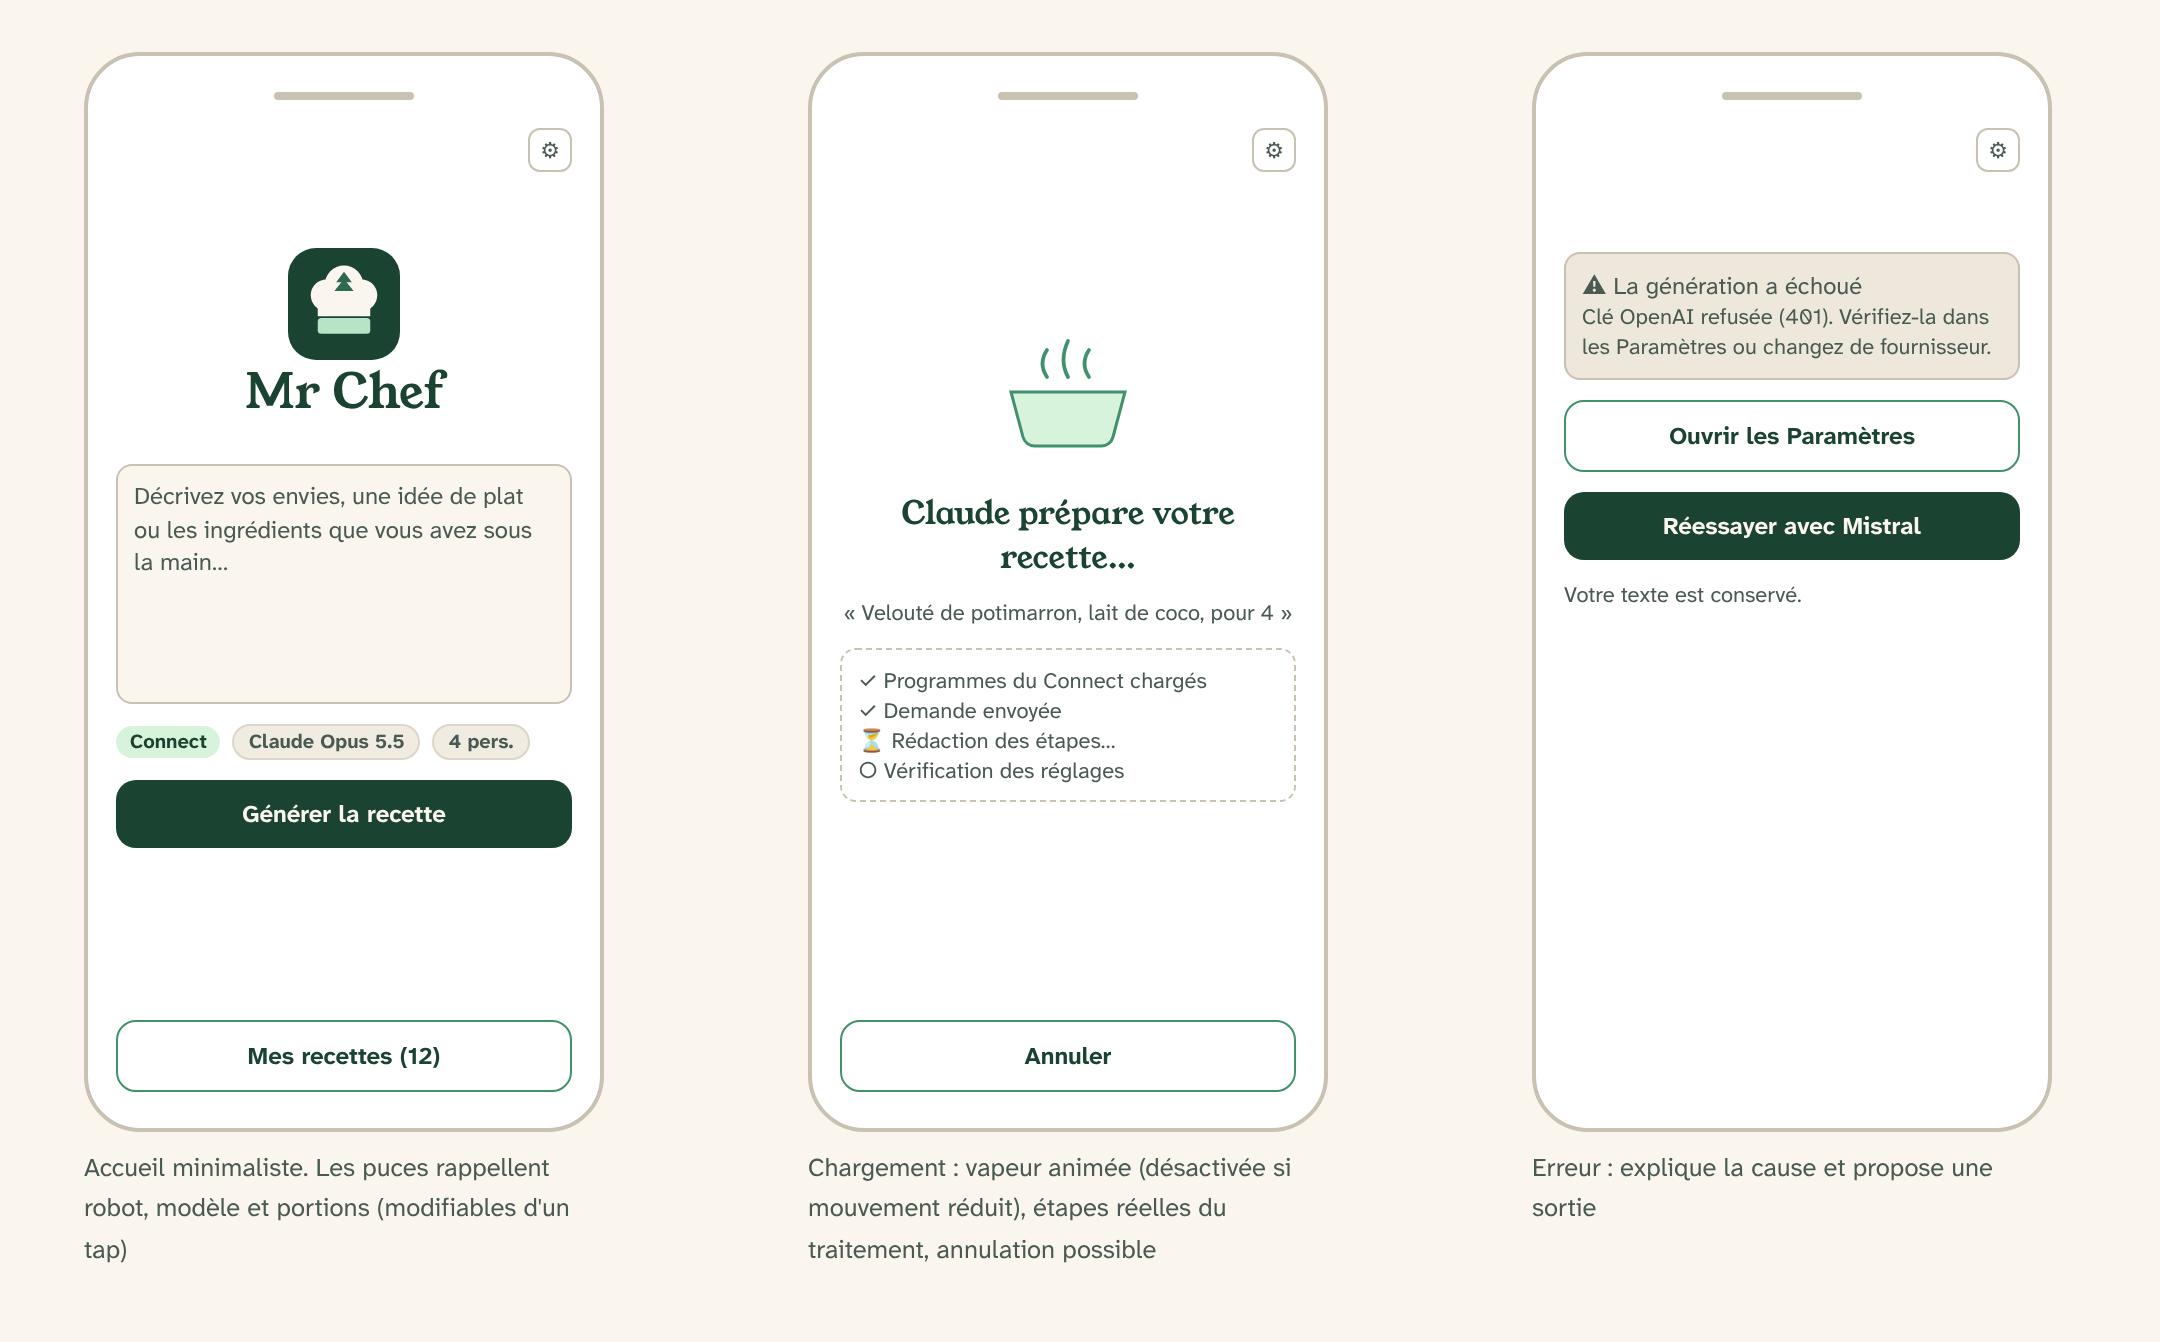 Mr Chef
Décrivez vos envies, une idée de plat
ou les ingrédients que vous avez sous
la main...
Connect
Claude Opus 5.5
4 pers.
Générer la recette
Mes recettes (12)
Accueil minimaliste. Les puces rappellent
robot, modèle et portions (modifiables d'un
tap)
Claude prépare votre
recette...
« Velouté de potimarron, lait de coco, pour 4 »
✓ Programmes du Connect chargés
✓ Demande envoyée
⏳ Rédaction des étapes...
○ Vérification des réglages
Annuler
Chargement : vapeur animée (désactivée si
mouvement réduit), étapes réelles du
traitement, annulation possible
⚠ La génération a échoué
Clé OpenAI refusée (401). Vérifiez-la dans
les Paramètres ou changez de fournisseur.
Ouvrir les Paramètres
Réessayer avec Mistral
Votre texte est conservé.
Erreur : explique la cause et propose une
sortie